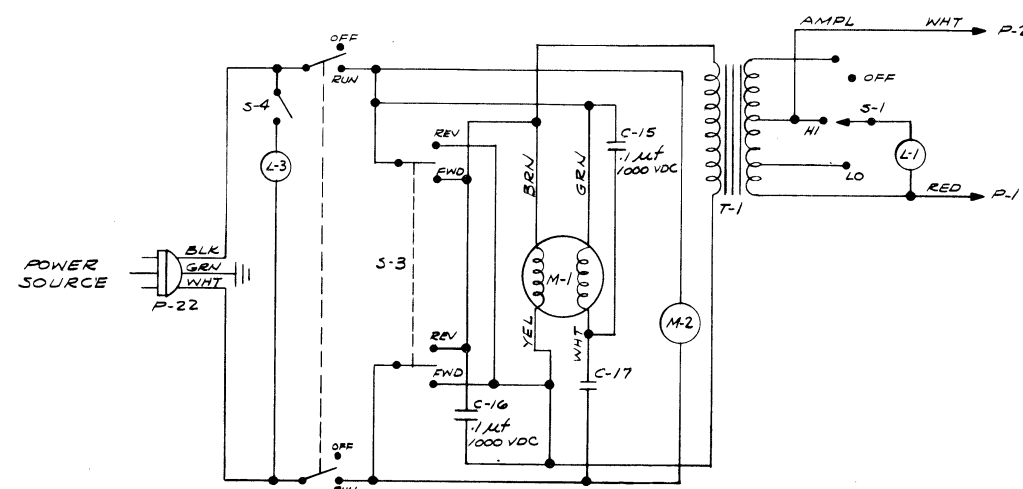 AMPL WHT P-2
OFF
RUN
S-4
L-3
REV
FWD
C-15
.1 µf
1000 VDC
BRN
GRN
OFF
S-1
HI
L-1
LO
T-1
RED P-1
POWER
SOURCE
BLK
GRN
WHT
P-22
S-3
M-1
M-2
YEL
WHT
REV
FWD
C-16
.1 µf
1000 VDC
C-17
OFF
RUN